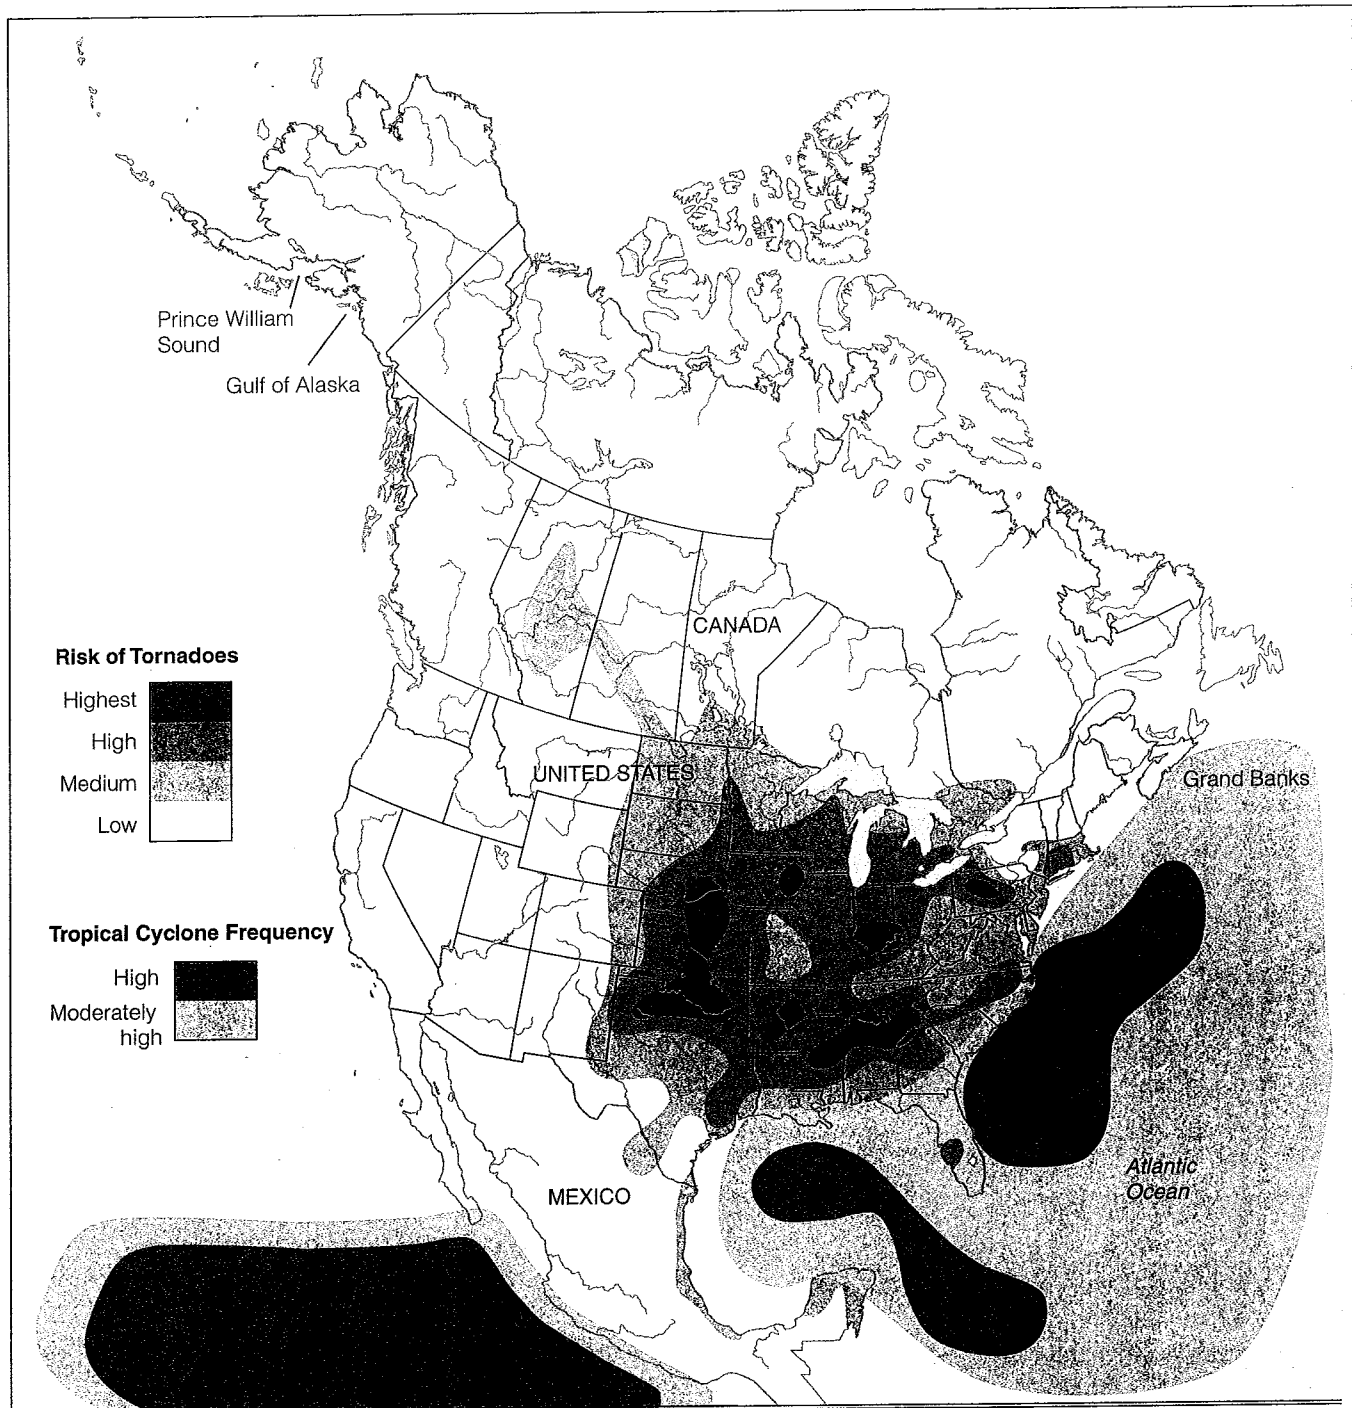 Prince William
Sound
Gulf of Alaska
CANADA
Risk of Tornadoes
Highest
High
Medium
Low
UNITED STATES
Grand Banks
Tropical Cyclone Frequency
High
Moderately
high
Atlantic
Ocean
MEXICO